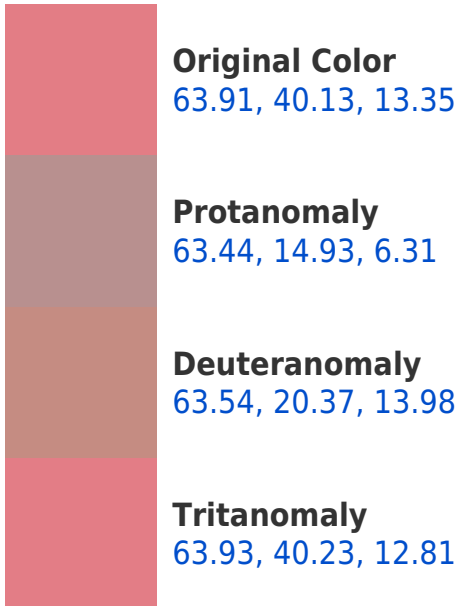 Original Color
63.91, 40.13, 13.35
Protanomaly
63.44, 14.93, 6.31
Deuteranomaly
63.54, 20.37, 13.98
Tritanomaly
63.93, 40.23, 12.81